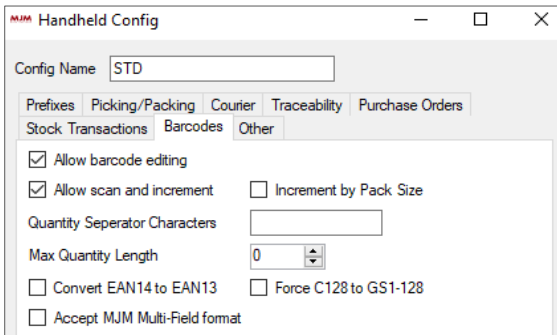 MJM Handheld Config
Config Name STD
Prefixes Picking/Packing Courier Traceability Purchase Orders
Stock Transactions Barcodes Other
Allow barcode editing
Allow scan and increment Increment by Pack Size
Quantity Seperator Characters
Max Quantity Length 0
Convert EAN14 to EAN13 Force C128 to GS1-128
Accept MJM Multi-Field format